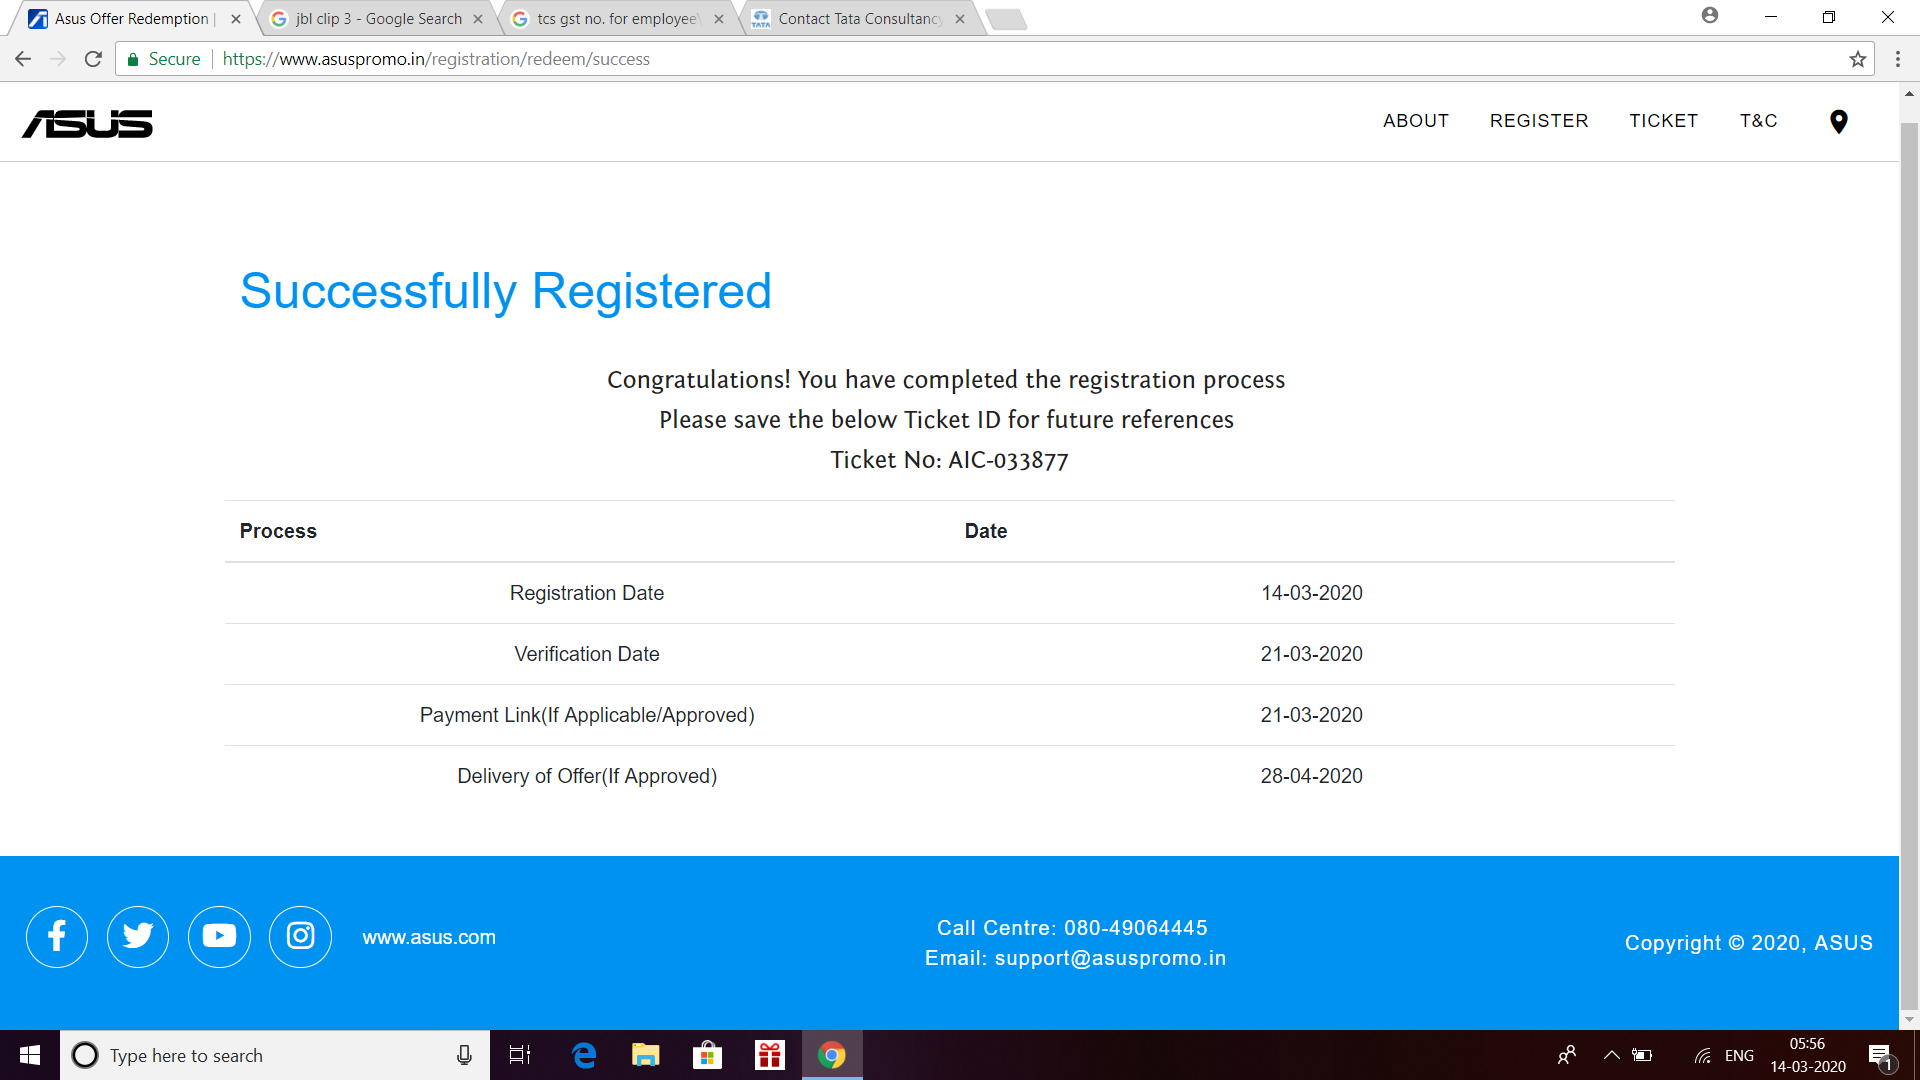 Asus Offer Redemption |
jbl clip 3 - Google Search
tcs gst no. for employee
Contact Tata Consultancy
Secure
https://www.asuspromo.in/registration/redeem/success
ASUS
ABOUT
REGISTER
TICKET
T&C
Successfully Registered
Congratulations! You have completed the registration process
Please save the below Ticket ID for future references
Ticket No: AIC-033877
Process Date
Registration Date 14-03-2020
Verification Date 21-03-2020
Payment Link(If Applicable/Approved) 21-03-2020
Delivery of Offer(If Approved) 28-04-2020
www.asus.com
Call Centre: 080-49064445
Email: support@asuspromo.in
Copyright © 2020, ASUS
Type here to search
ENG
05:56
14-03-2020
1